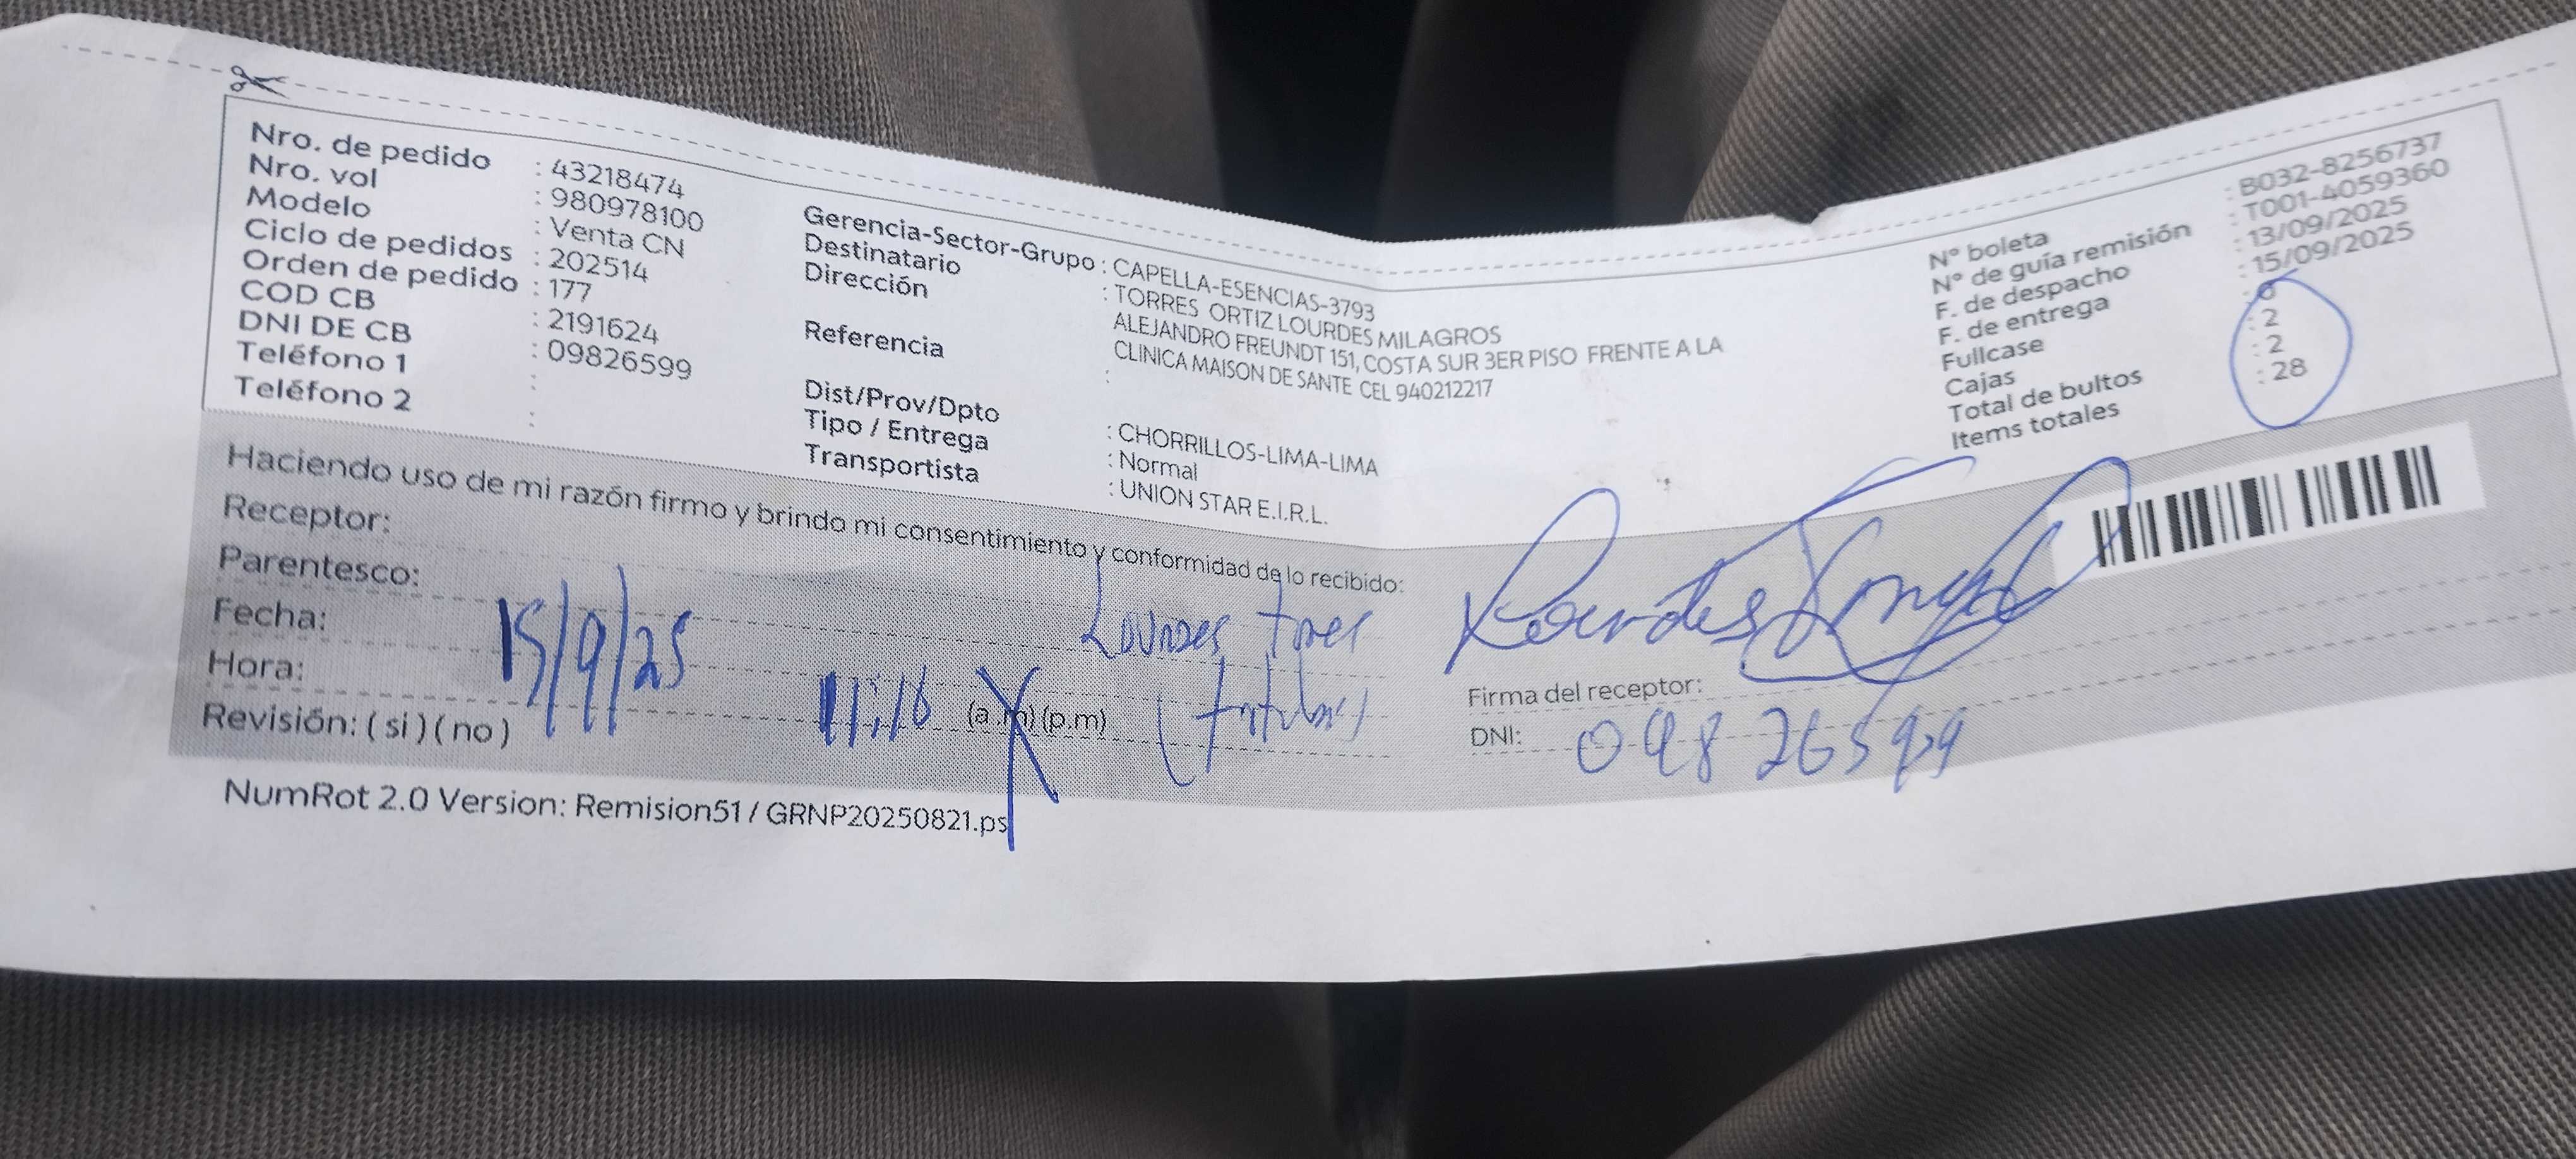 Nro. de pedido : 43218474
Nro. vol : 980978100
Modelo : Venta CN
Ciclo de pedidos : 202514
Orden de pedido : 177
COD CB : 2191624
DNI DE CB : 09826599
Teléfono 1 :
Teléfono 2 :
Gerencia-Sector-Grupo : CAPELLA-ESENCIAS-3793
Destinatario : TORRES ORTIZ LOURDES MILAGROS
Dirección ALEJANDRO FREUNDT 151, COSTA SUR 3ER PISO FRENTE A LA
CLINICA MAISON DE SANTE CEL 940212217
Referencia :
Dist/Prov/Dpto : CHORRILLOS-LIMA-LIMA
Tipo / Entrega : Normal
Transportista : UNION STAR E.I.R.L.
N° boleta : B032-8256737
N° de guía remisión : T001-4059360
F. de despacho : 13/09/2025
F. de entrega : 15/09/2025
Fullcase : 0
Cajas : 2
Total de bultos : 2
Items totales : 28
Haciendo uso de mi razón firmo y brindo mi consentimiento y conformidad de lo recibido:
Receptor: Lourdes Torres
Parentesco: (titular)
Fecha: 15/9/25
Hora: 11:16 (a.m) (p.m)
Revisión: ( si ) ( no )
Firma del receptor:
DNI: 09826599
NumRot 2.0 Version: Remision51 / GRNP20250821.ps